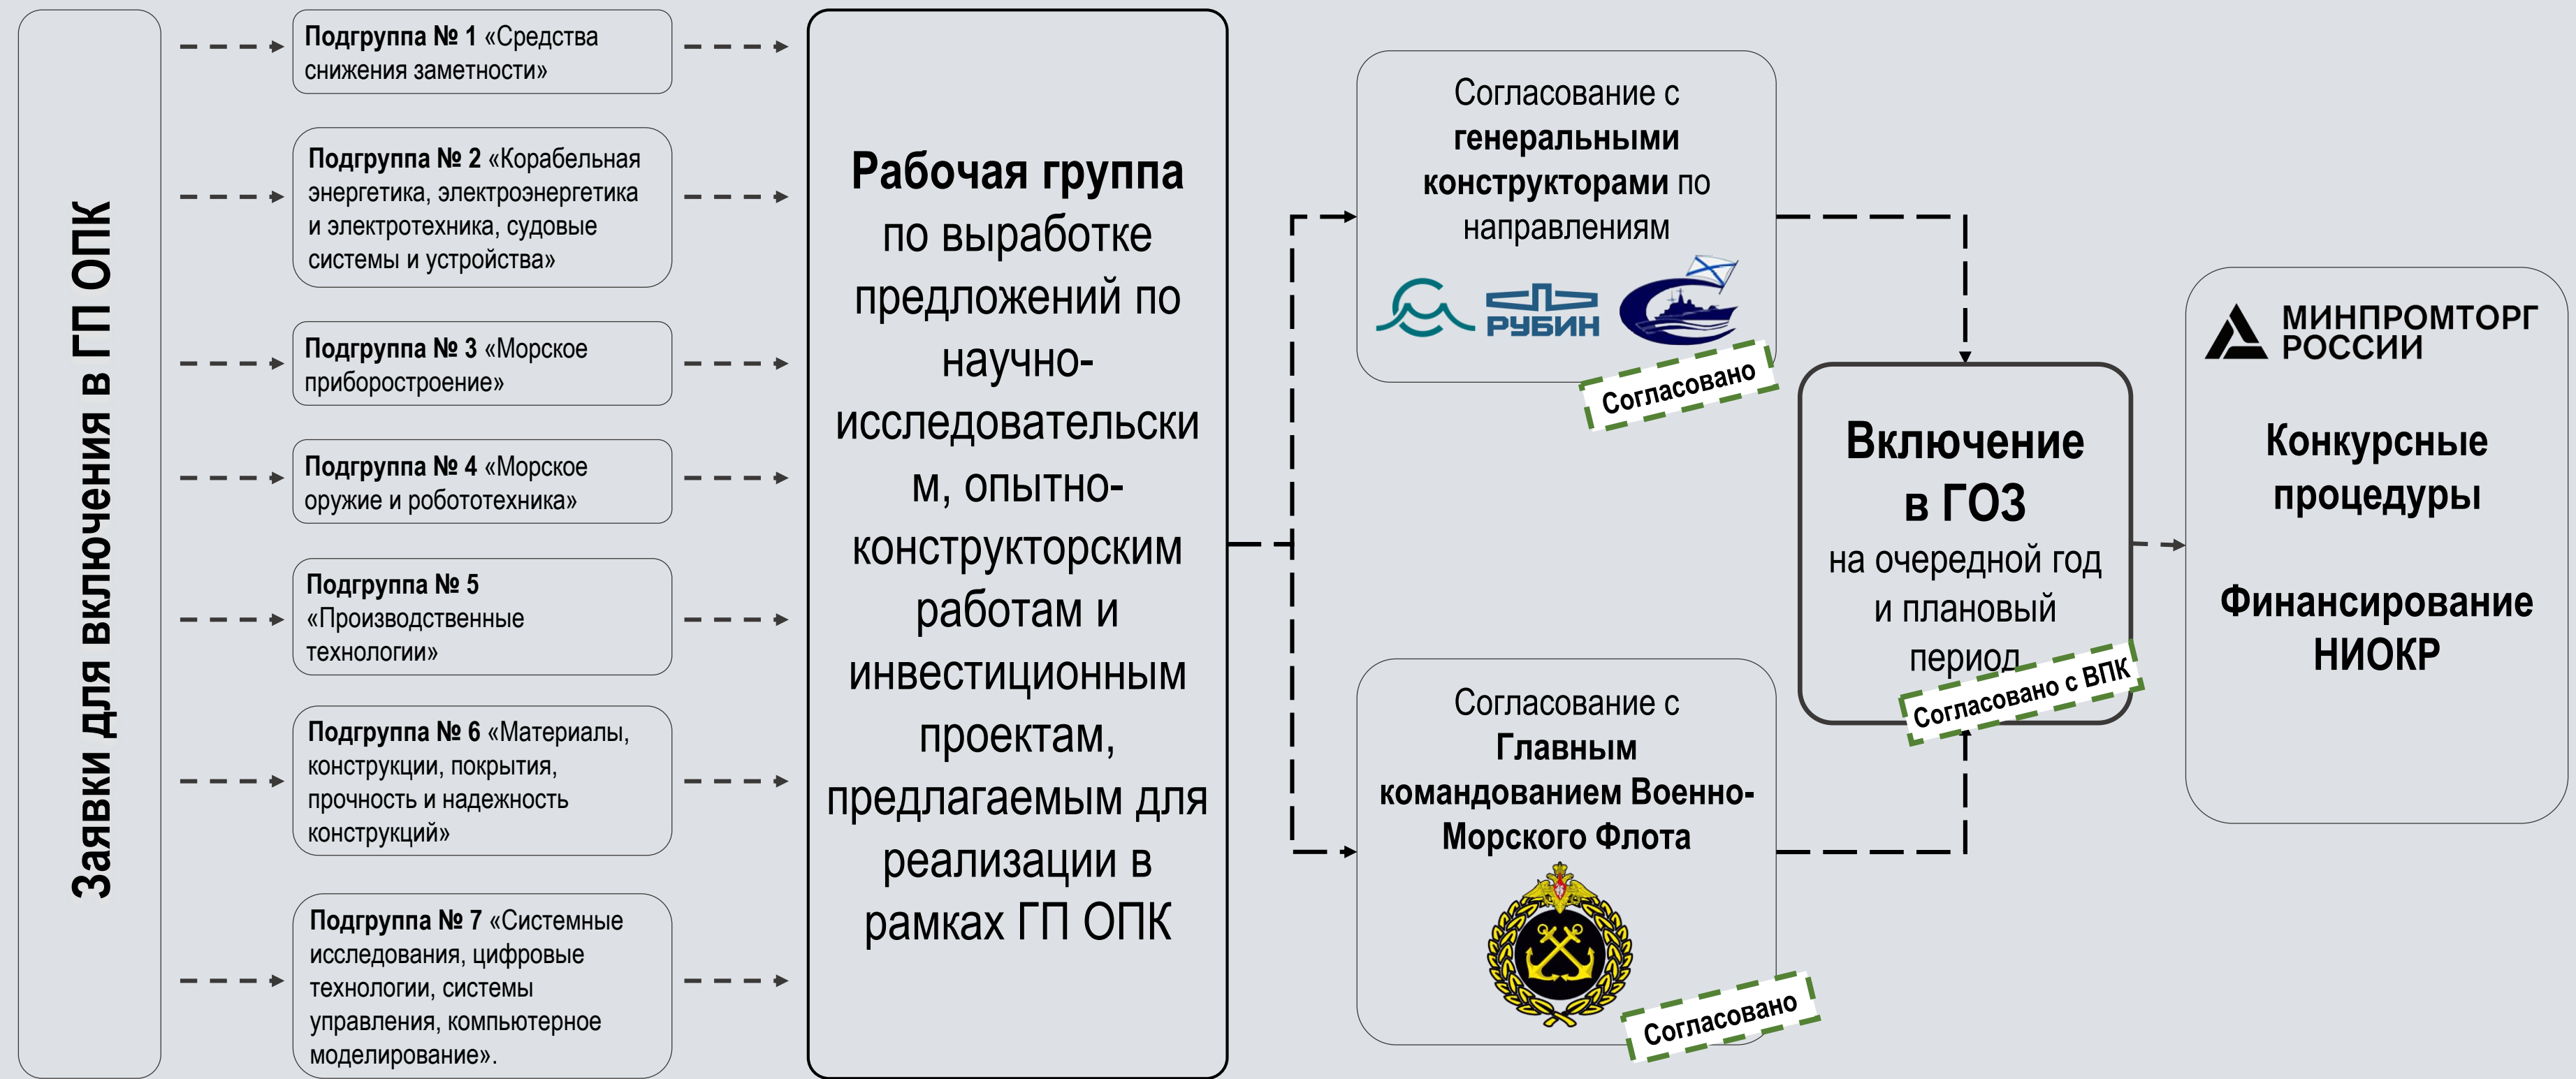 Заявки для включения в ГП ОПК
Подгруппа № 1 «Средства
снижения заметности»
Подгруппа № 2 «Корабельная
энергетика, электроэнергетика
и электротехника, судовые
системы и устройства»
Подгруппа № 3 «Морское
приборостроение»
Подгруппа № 4 «Морское
оружие и робототехника»
Подгруппа № 5
«Производственные
технологии»
Подгруппа № 6 «Материалы,
конструкции, покрытия,
прочность и надежность
конструкций»
Подгруппа № 7 «Системные
исследования, цифровые
технологии, системы
управления, компьютерное
моделирование».
Рабочая группа
по выработке
предложений по
научно-
исследовательски
м, опытно-
конструкторским
работам и
инвестиционным
проектам,
предлагаемым для
реализации в
рамках ГП ОПК
Согласование с
генеральными
конструкторами по
направлениям
РУБИН
Согласовано
Согласование с
Главным
командованием Военно-
Морского Флота
Согласовано
Включение
в ГОЗ
на очередной год
и плановый
период
Согласовано с ВПК
МИНПРОМТОРГ
РОССИИ
Конкурсные
процедуры
Финансирование
НИОКР